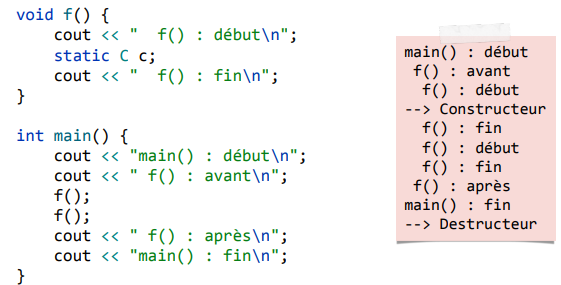 void f() {
    cout << "  f() : début\n";
    static C c;
    cout << "  f() : fin\n";
}

int main() {
    cout << "main() : début\n";
    cout << " f() : avant\n";
    f();
    f();
    cout << " f() : après\n";
    cout << "main() : fin\n";
}

main() : début
 f() : avant
  f() : début
--> Constructeur
  f() : fin
  f() : début
  f() : fin
 f() : après
main() : fin
--> Destructeur